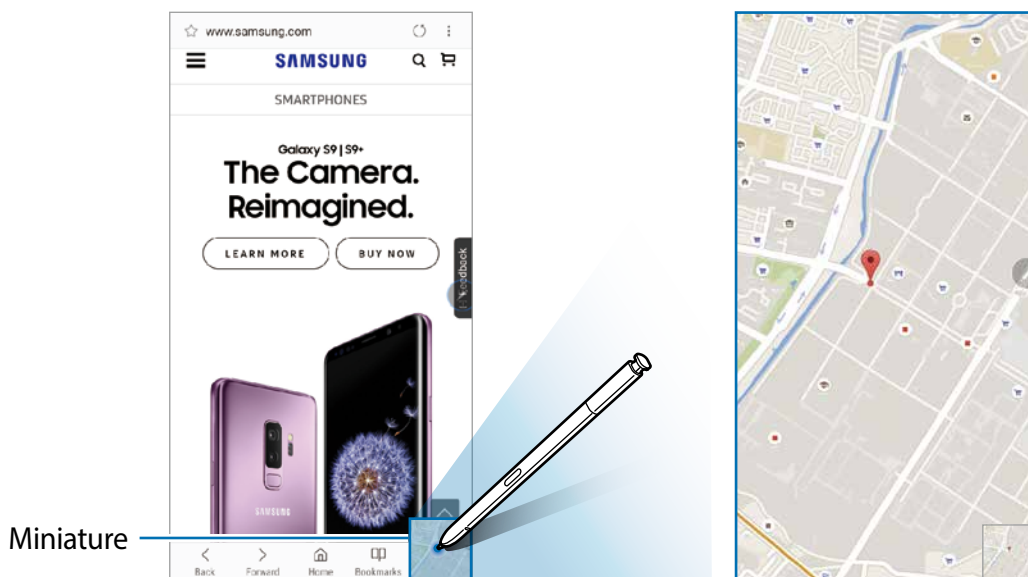 www.samsung.com
SAMSUNG
SMARTPHONES
Galaxy S9 | S9+
The Camera.
Reimagined.
LEARN MORE
BUY NOW
SAMSUNG
Miniature
Back
Forward
Home
Bookmarks